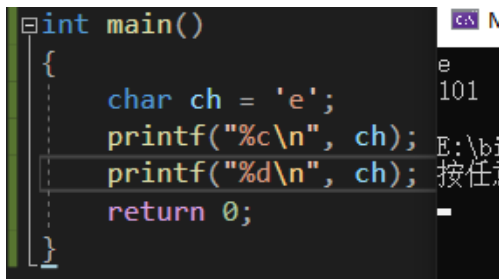 int main()
{
char ch = 'e';
printf("%c\n", ch);
printf("%d\n", ch);
return 0;
}
e
101
E:\bi
按任